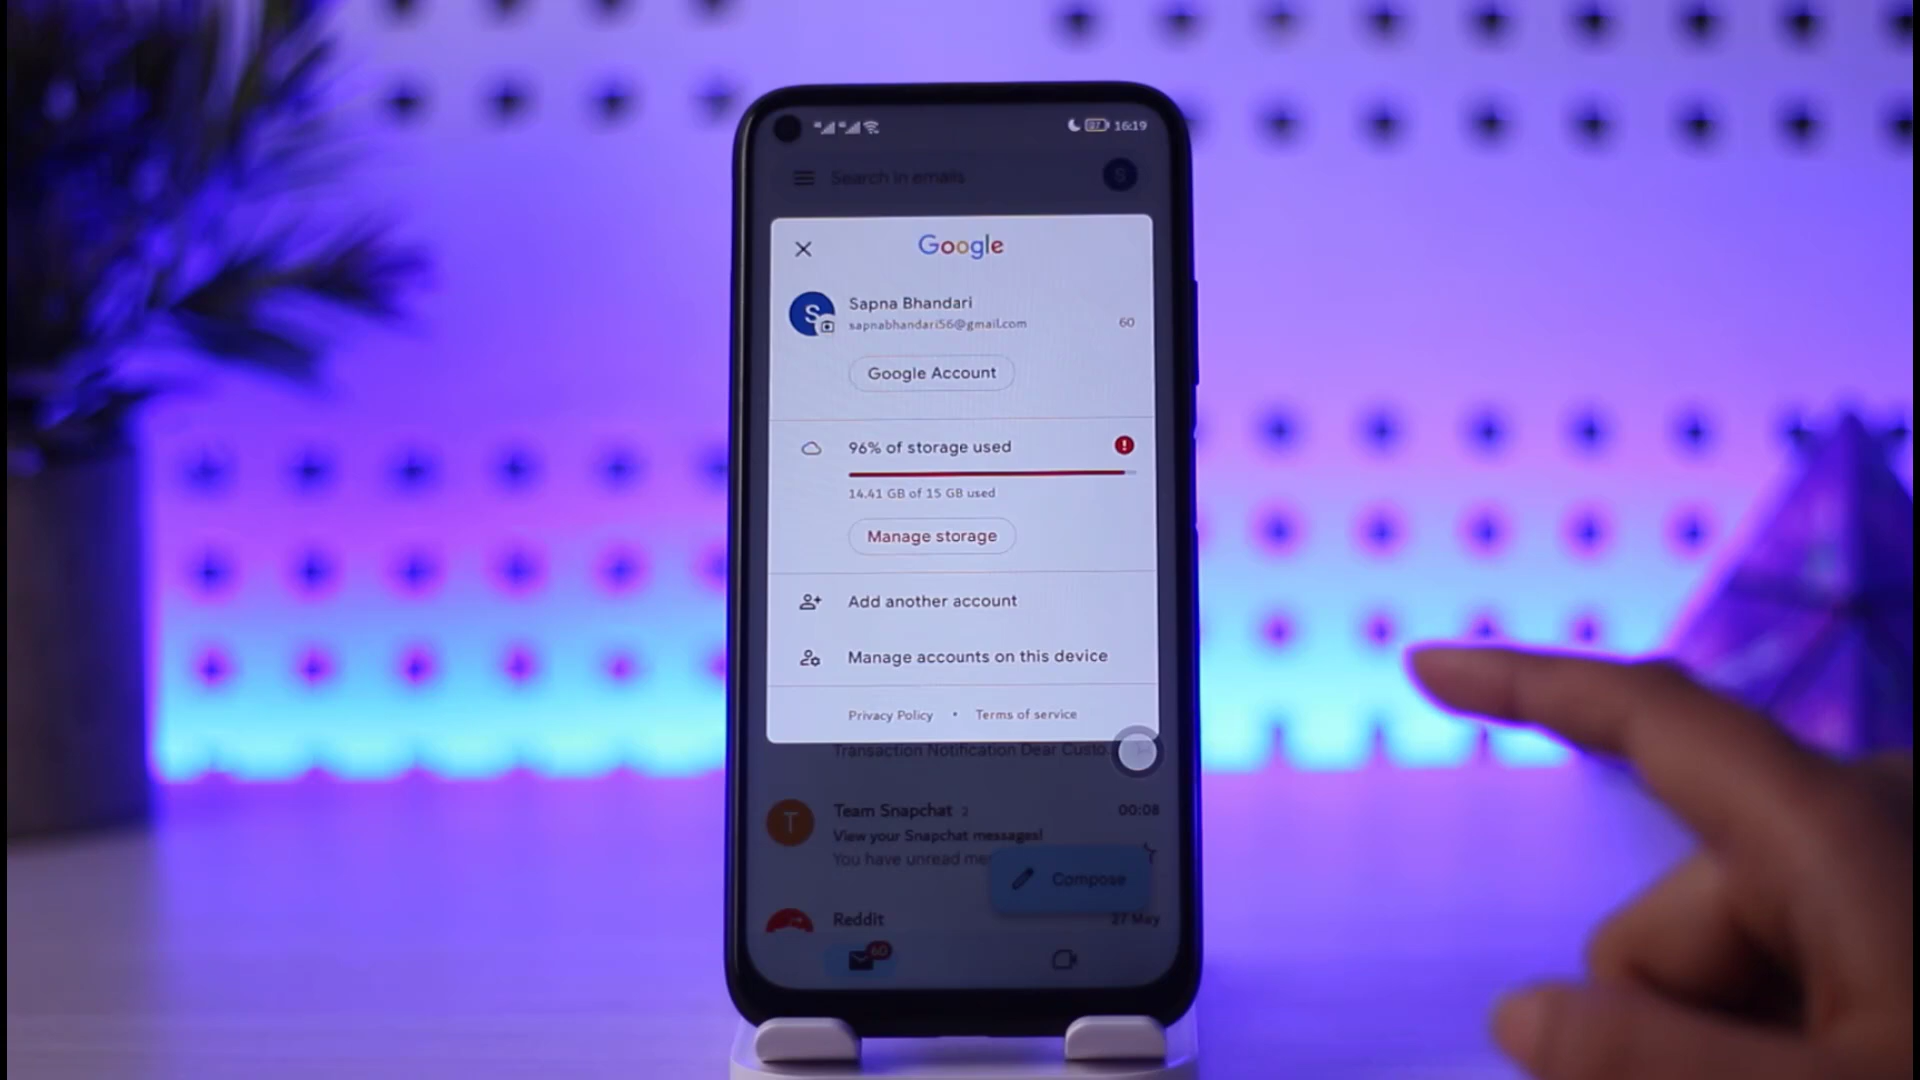 97 16:19
Search in emails S
Google
S Sapna Bhandari
sapnabhandari56@gmail.com 60
Google Account
96% of storage used
14.41 GB of 15 GB used
Manage storage
Add another account
Manage accounts on this device
Privacy Policy • Terms of service
Transaction Notification Dear Custo...
T Team Snapchat 2 00:08
View your Snapchat messages!
You have unread mes
Compose
Reddit 27 May
60